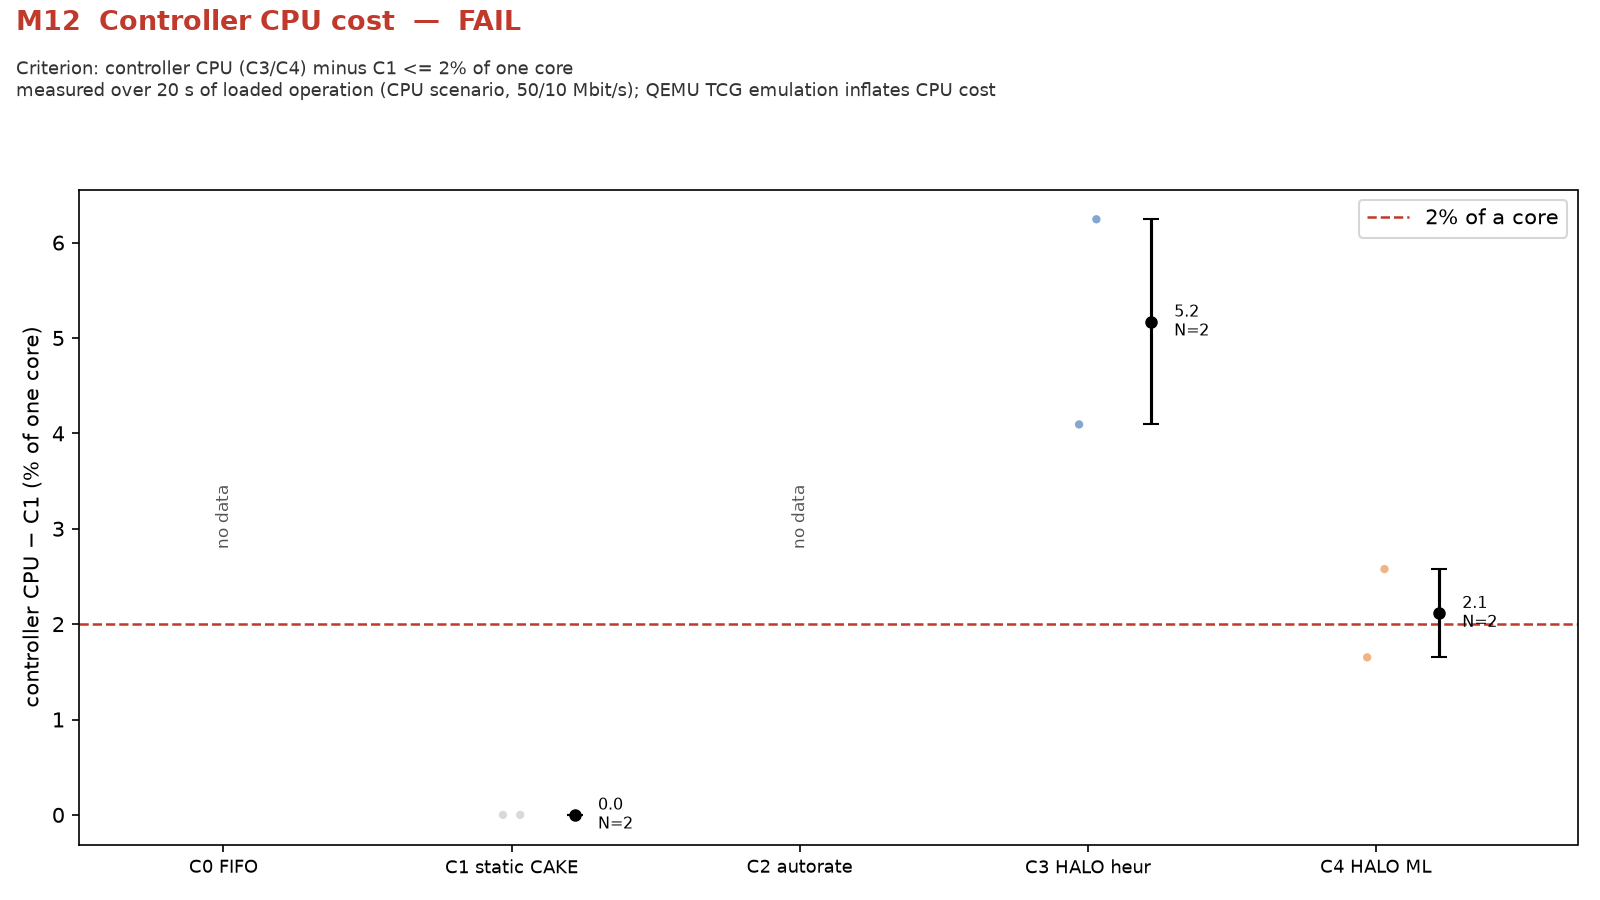 M12  Controller CPU cost  —  FAIL
Criterion: controller CPU (C3/C4) minus C1 <= 2% of one core
measured over 20 s of loaded operation (CPU scenario, 50/10 Mbit/s); QEMU TCG emulation inflates CPU cost
2% of a core
controller CPU − C1 (% of one core)
6
5
4
3
2
1
0
no data
0.0
N=2
no data
5.2
N=2
2.1
N=2
C0 FIFO
C1 static CAKE
C2 autorate
C3 HALO heur
C4 HALO ML